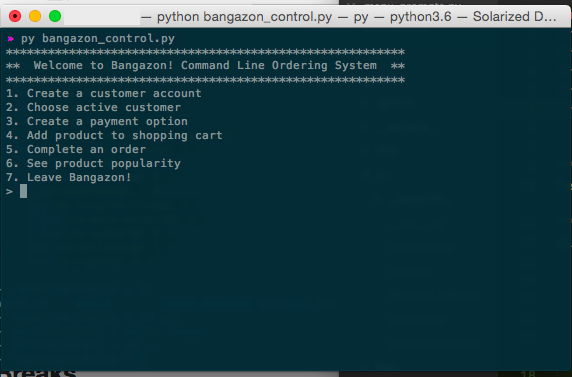 — python bangazon_control.py — py — python3.6 — Solarized D…
py bangazon_control.py
*********************************************************
**  Welcome to Bangazon! Command Line Ordering System  **
*********************************************************
1. Create a customer account
2. Choose active customer
3. Create a payment option
4. Add product to shopping cart
5. Complete an order
6. See product popularity
7. Leave Bangazon!
>